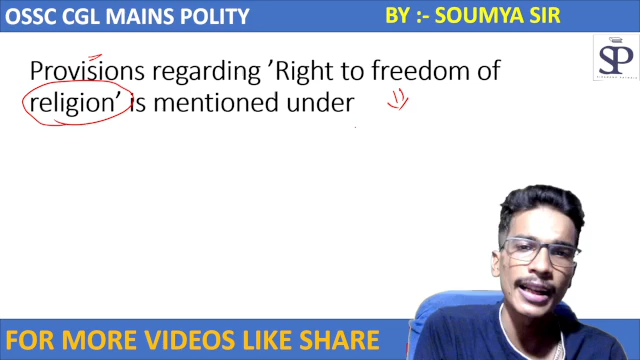 OSSC CGL MAINS POLITY
BY :- SOUMYA SIR
SP
Provisions regarding ’Right to freedom of
religion’ is mentioned under
FOR MORE VIDEOS LIKE SHARE